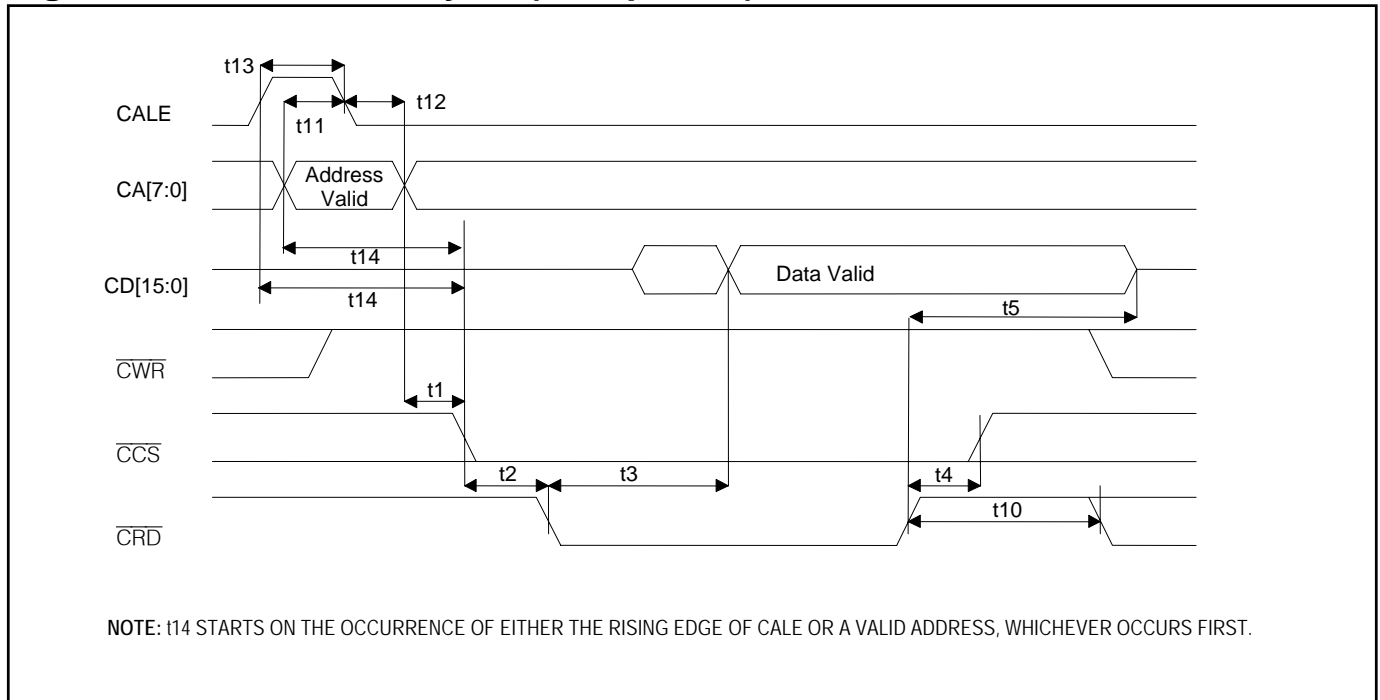 t13
t12
CALE
t11
CA[7:0]
Address
Valid
t14
Data Valid
CD[15:0]
t14
t5
CWR
t1
CCS
t2
t3
t4
t10
CRD
NOTE: t14 STARTS ON THE OCCURRENCE OF EITHER THE RISING EDGE OF CALE OR A VALID ADDRESS, WHICHEVER OCCURS FIRST.